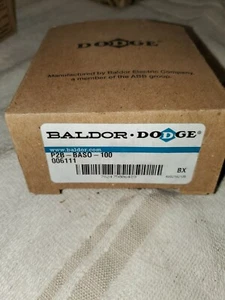 DODGE
Manufactured by Baldor Electric Company
a member of the ABB group
BALDOR · DODGE®
www.baldor.com
P2B-BASO-100
006111
BX